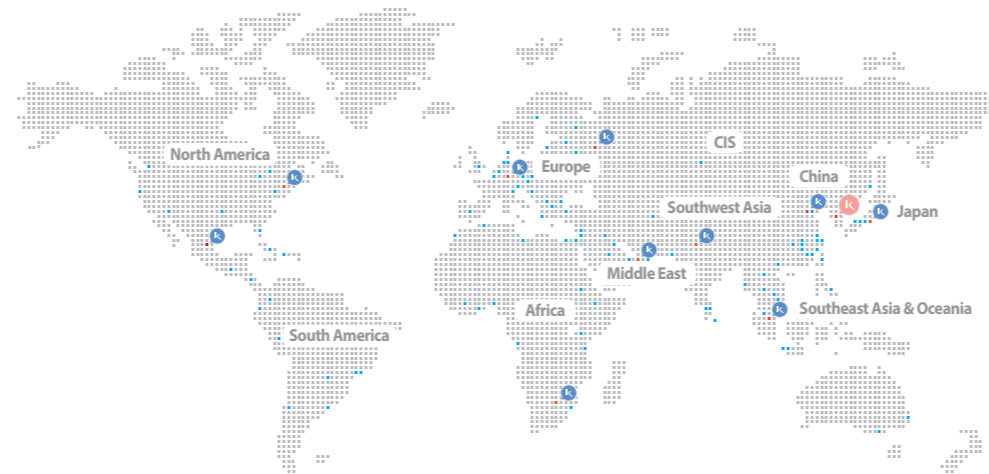 North America
CIS
Europe
China
Southwest Asia
Japan
Middle East
Africa
Southeast Asia & Oceania
South America
k
k
k
k
k
k
k
k
k
k
k